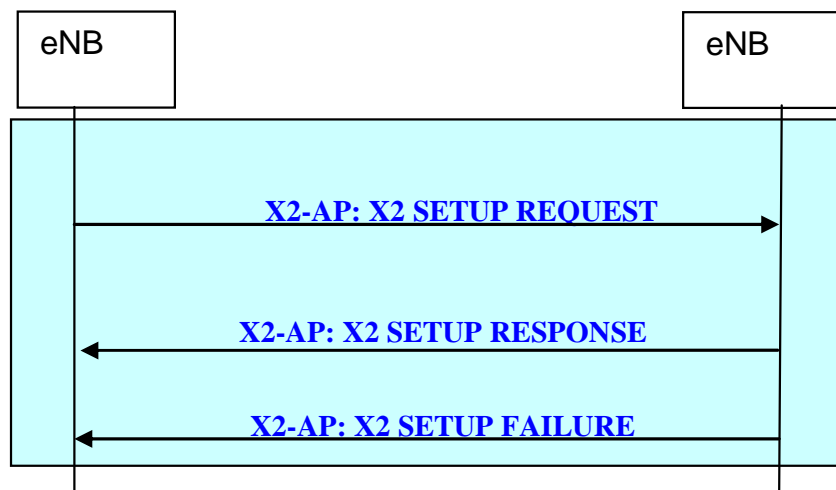 eNB
eNB
X2-AP: X2 SETUP REQUEST
X2-AP: X2 SETUP RESPONSE
X2-AP: X2 SETUP FAILURE